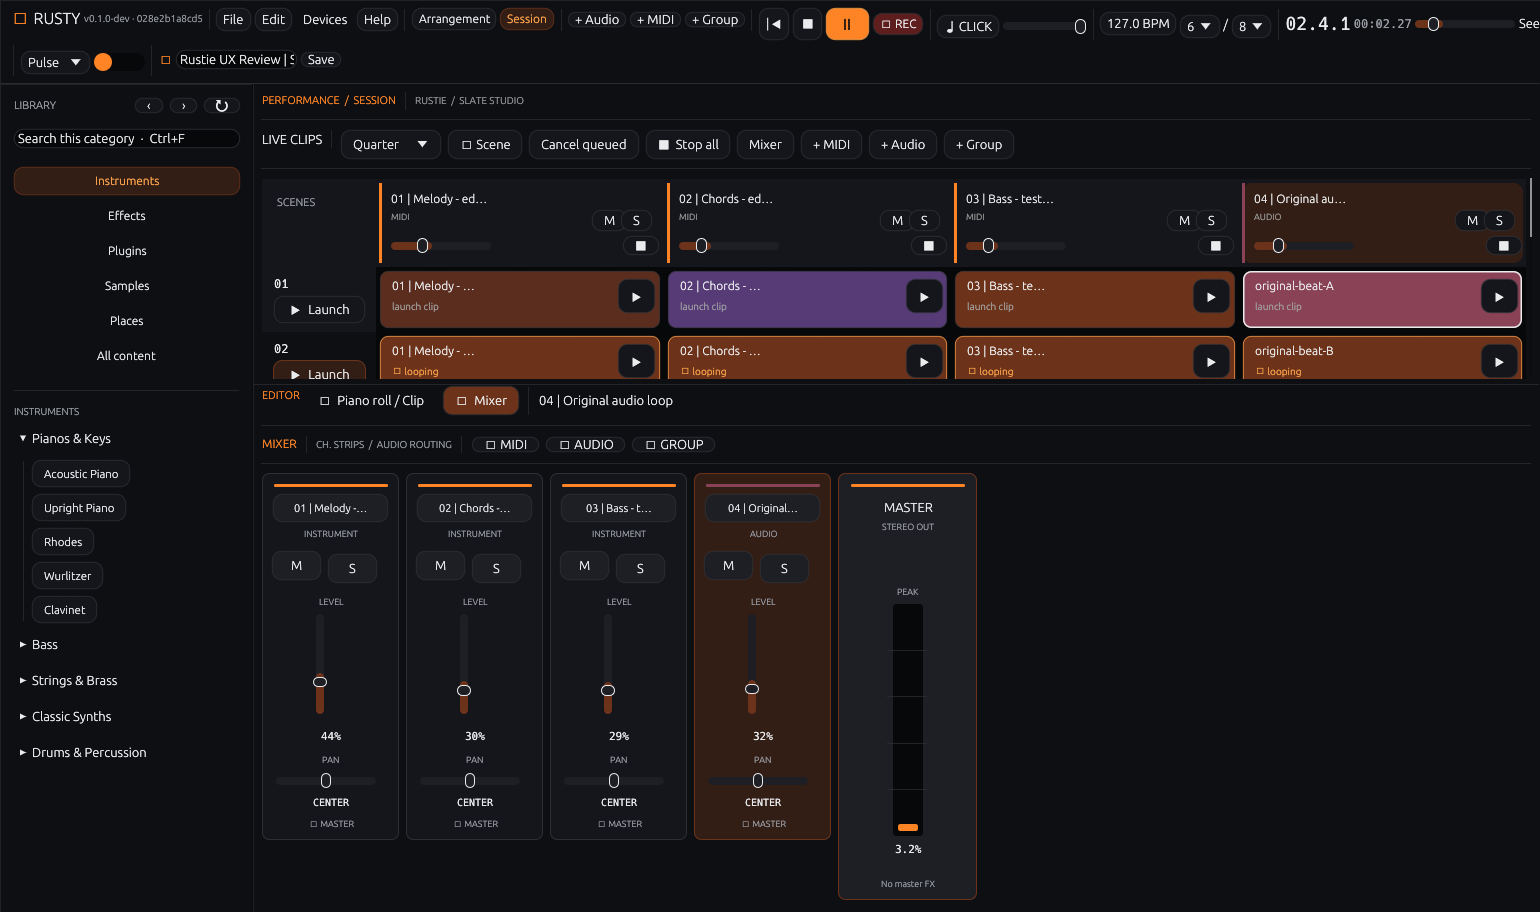 RUSTY v0.1.0-dev · 028e2b1a8cd5 File Edit Devices Help Arrangement Session + Audio + MIDI + Group REC CLICK 127.0 BPM 6 / 8 02.4.1 00:02.27 See
Pulse Rustie UX Review | S Save
LIBRARY ‹ › ↻
Search this category · Ctrl+F
Instruments
Effects
Plugins
Samples
Places
All content
INSTRUMENTS
Pianos & Keys
Acoustic Piano
Upright Piano
Rhodes
Wurlitzer
Clavinet
Bass
Strings & Brass
Classic Synths
Drums & Percussion
PERFORMANCE / SESSION RUSTIE / SLATE STUDIO
LIVE CLIPS Quarter Scene Cancel queued Stop all Mixer + MIDI + Audio + Group
SCENES
01 | Melody - ed… 02 | Chords - ed… 03 | Bass - test… 04 | Original au…
MIDI MIDI MIDI AUDIO
M S M S M S M S
01
Launch
01 | Melody - … 02 | Chords - … 03 | Bass - te… original-beat-A
launch clip launch clip launch clip launch clip
02
Launch
01 | Melody - … 02 | Chords - … 03 | Bass - te… original-beat-B
looping looping looping looping
EDITOR Piano roll / Clip Mixer 04 | Original audio loop
MIXER CH. STRIPS / AUDIO ROUTING MIDI AUDIO GROUP
01 | Melody -… 02 | Chords -… 03 | Bass - t… 04 | Original… MASTER
INSTRUMENT INSTRUMENT INSTRUMENT AUDIO STEREO OUT
M S M S M S M S
LEVEL LEVEL LEVEL LEVEL PEAK
44% 30% 29% 32%
PAN PAN PAN PAN
CENTER CENTER CENTER CENTER
MASTER MASTER MASTER MASTER
3.2%
No master FX